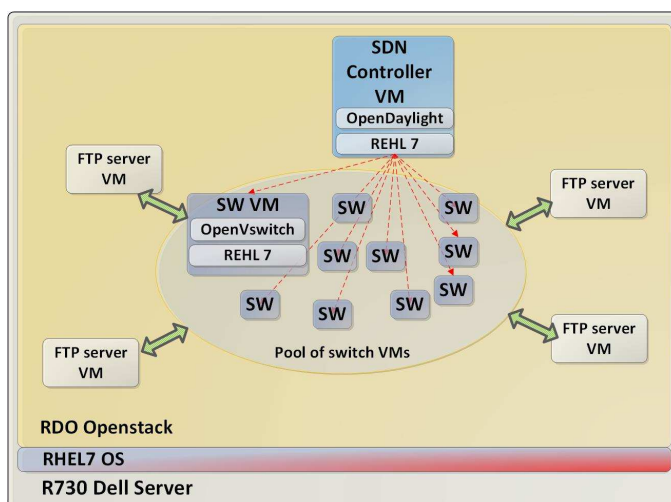 SDN
Controller
VM
OpenDaylight
REHL 7
FTP server
VM
SW VM
OpenVswitch
REHL 7
SW
SW
FTP server
VM
SW
SW
SW
SW
SW
SW
SW
SW
FTP server
VM
Pool of switch VMs
FTP server
VM
RDO Openstack
RHEL7 OS
R730 Dell Server